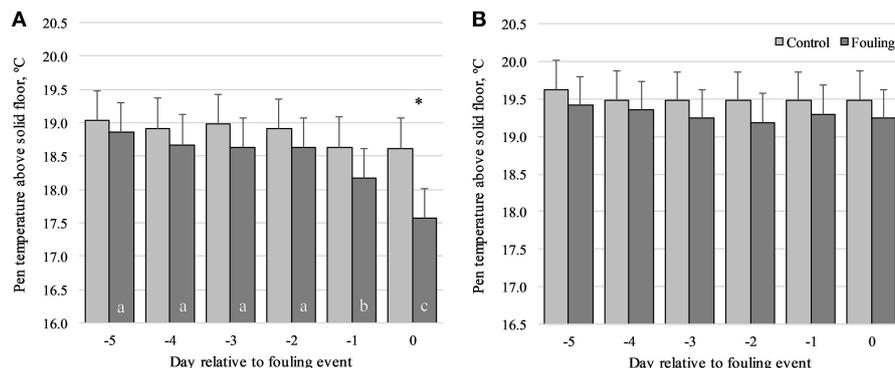 A
Pen temperature above solid floor, °C
20.5
20.0
19.5
19.0
18.5
18.0
17.5
17.0
16.5
16.0
*
a
a
a
a
b
c
-5
-4
-3
-2
-1
0
Day relative to fouling event
B
Pen temperature above solid floor, °C
Control
Fouling
20.5
20.0
19.5
19.0
18.5
18.0
17.5
17.0
16.5
-5
-4
-3
-2
-1
0
Day relative to fouling event